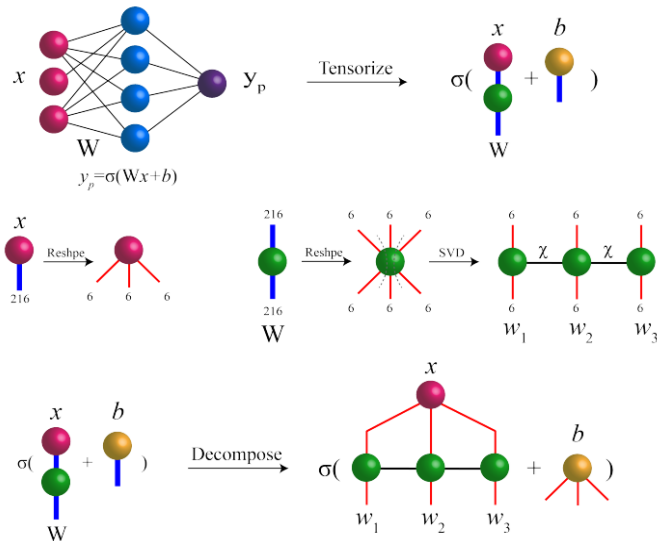 x
W
y_p
y_p=σ(Wx+b)
Tensorize
x b
σ( + )
W
x
216
Reshpe
6 6 6
216
216
W
Reshpe
6 6 6
6 6 6
SVD
6 6 6
χ χ
6 6 6
w_1 w_2 w_3
x b
σ( + )
W
Decompose
x
b
σ( + )
w_1 w_2 w_3